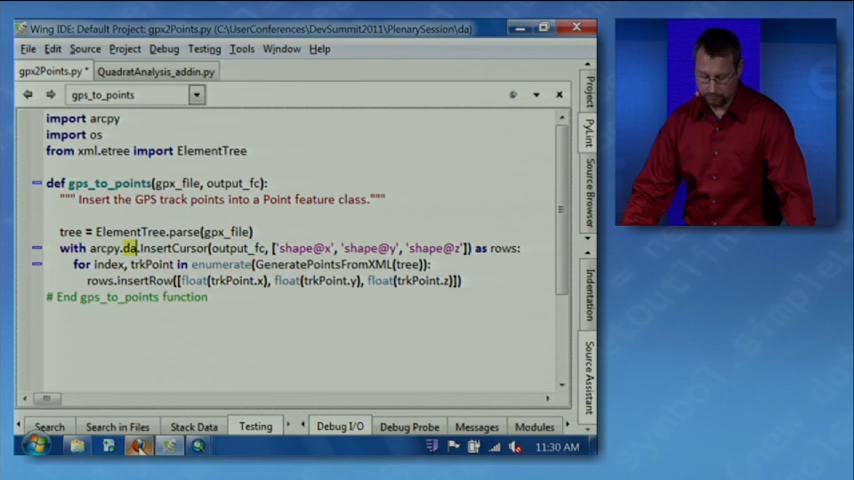 Wing IDE: Default Project: gpx2Points.py (C:\UserConferences\DevSummit2011\PlenarySession\da)
File Edit Source Project Debug Testing Tools Window Help
gpx2Points.py * QuadratAnalysis_addin.py
gps_to_points
import arcpy
import os
from xml.etree import ElementTree
def gps_to_points(gpx_file, output_fc):
""" Insert the GPS track points into a Point feature class."""
tree = ElementTree.parse(gpx_file)
with arcpy.da.InsertCursor(output_fc, ['shape@x', 'shape@y', 'shape@z']) as rows:
for index, trkPoint in enumerate(GeneratePointsFromXML(tree)):
rows.insertRow([float(trkPoint.x), float(trkPoint.y), float(trkPoint.z)])
# End gps_to_points function
Project
PyLint
Source Browser
Indentation
Source Assistant
Search Search in Files Stack Data Testing Debug I/O Debug Probe Messages Modules
11:30 AM